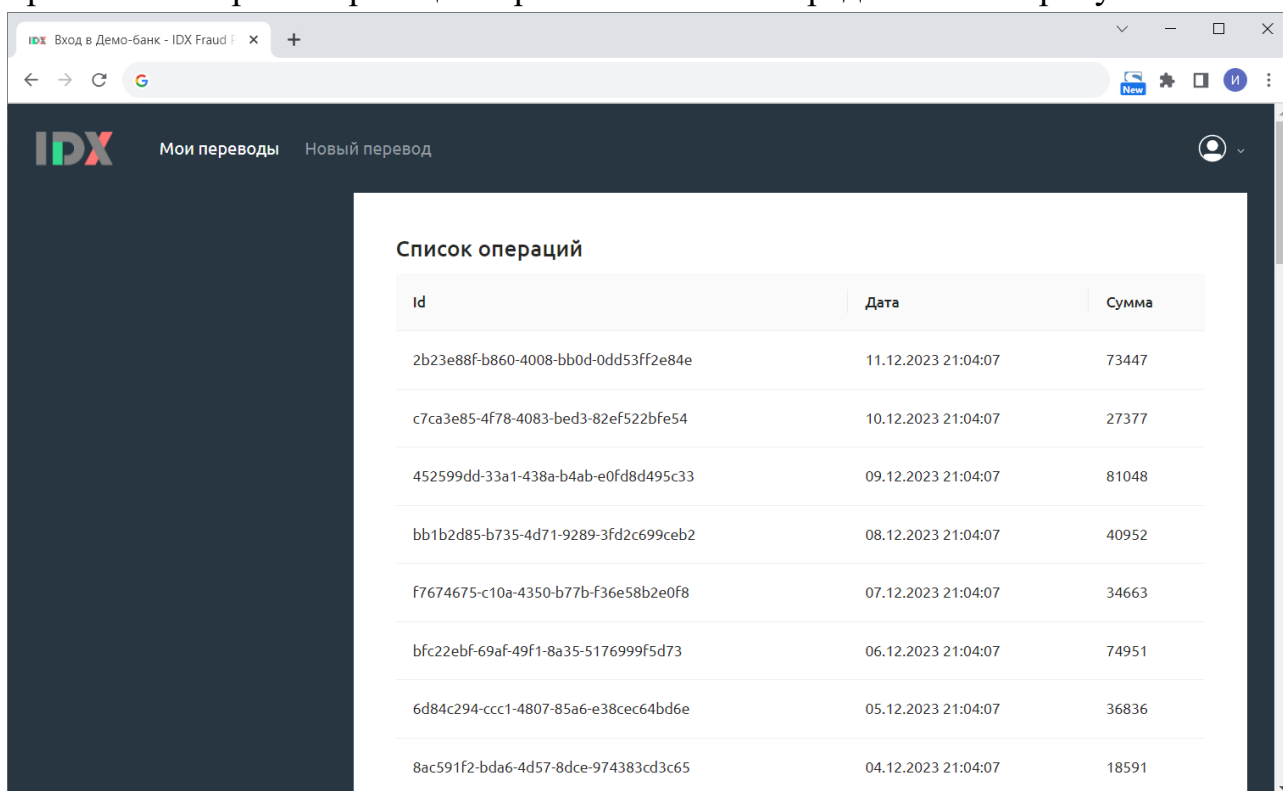 IDX Вход в Демо-банк - IDX Fraud
New
И
IDX Мои переводы Новый перевод
Список операций
Id Дата Сумма
2b23e88f-b860-4008-bb0d-0dd53ff2e84e 11.12.2023 21:04:07 73447
c7ca3e85-4f78-4083-bed3-82ef522bfe54 10.12.2023 21:04:07 27377
452599dd-33a1-438a-b4ab-e0fd8d495c33 09.12.2023 21:04:07 81048
bb1b2d85-b735-4d71-9289-3fd2c699ceb2 08.12.2023 21:04:07 40952
f7674675-c10a-4350-b77b-f36e58b2e0f8 07.12.2023 21:04:07 34663
bfc22ebf-69af-49f1-8a35-5176999f5d73 06.12.2023 21:04:07 74951
6d84c294-ccc1-4807-85a6-e38cec64bd6e 05.12.2023 21:04:07 36836
8ac591f2-bda6-4d57-8dce-974383cd3c65 04.12.2023 21:04:07 18591